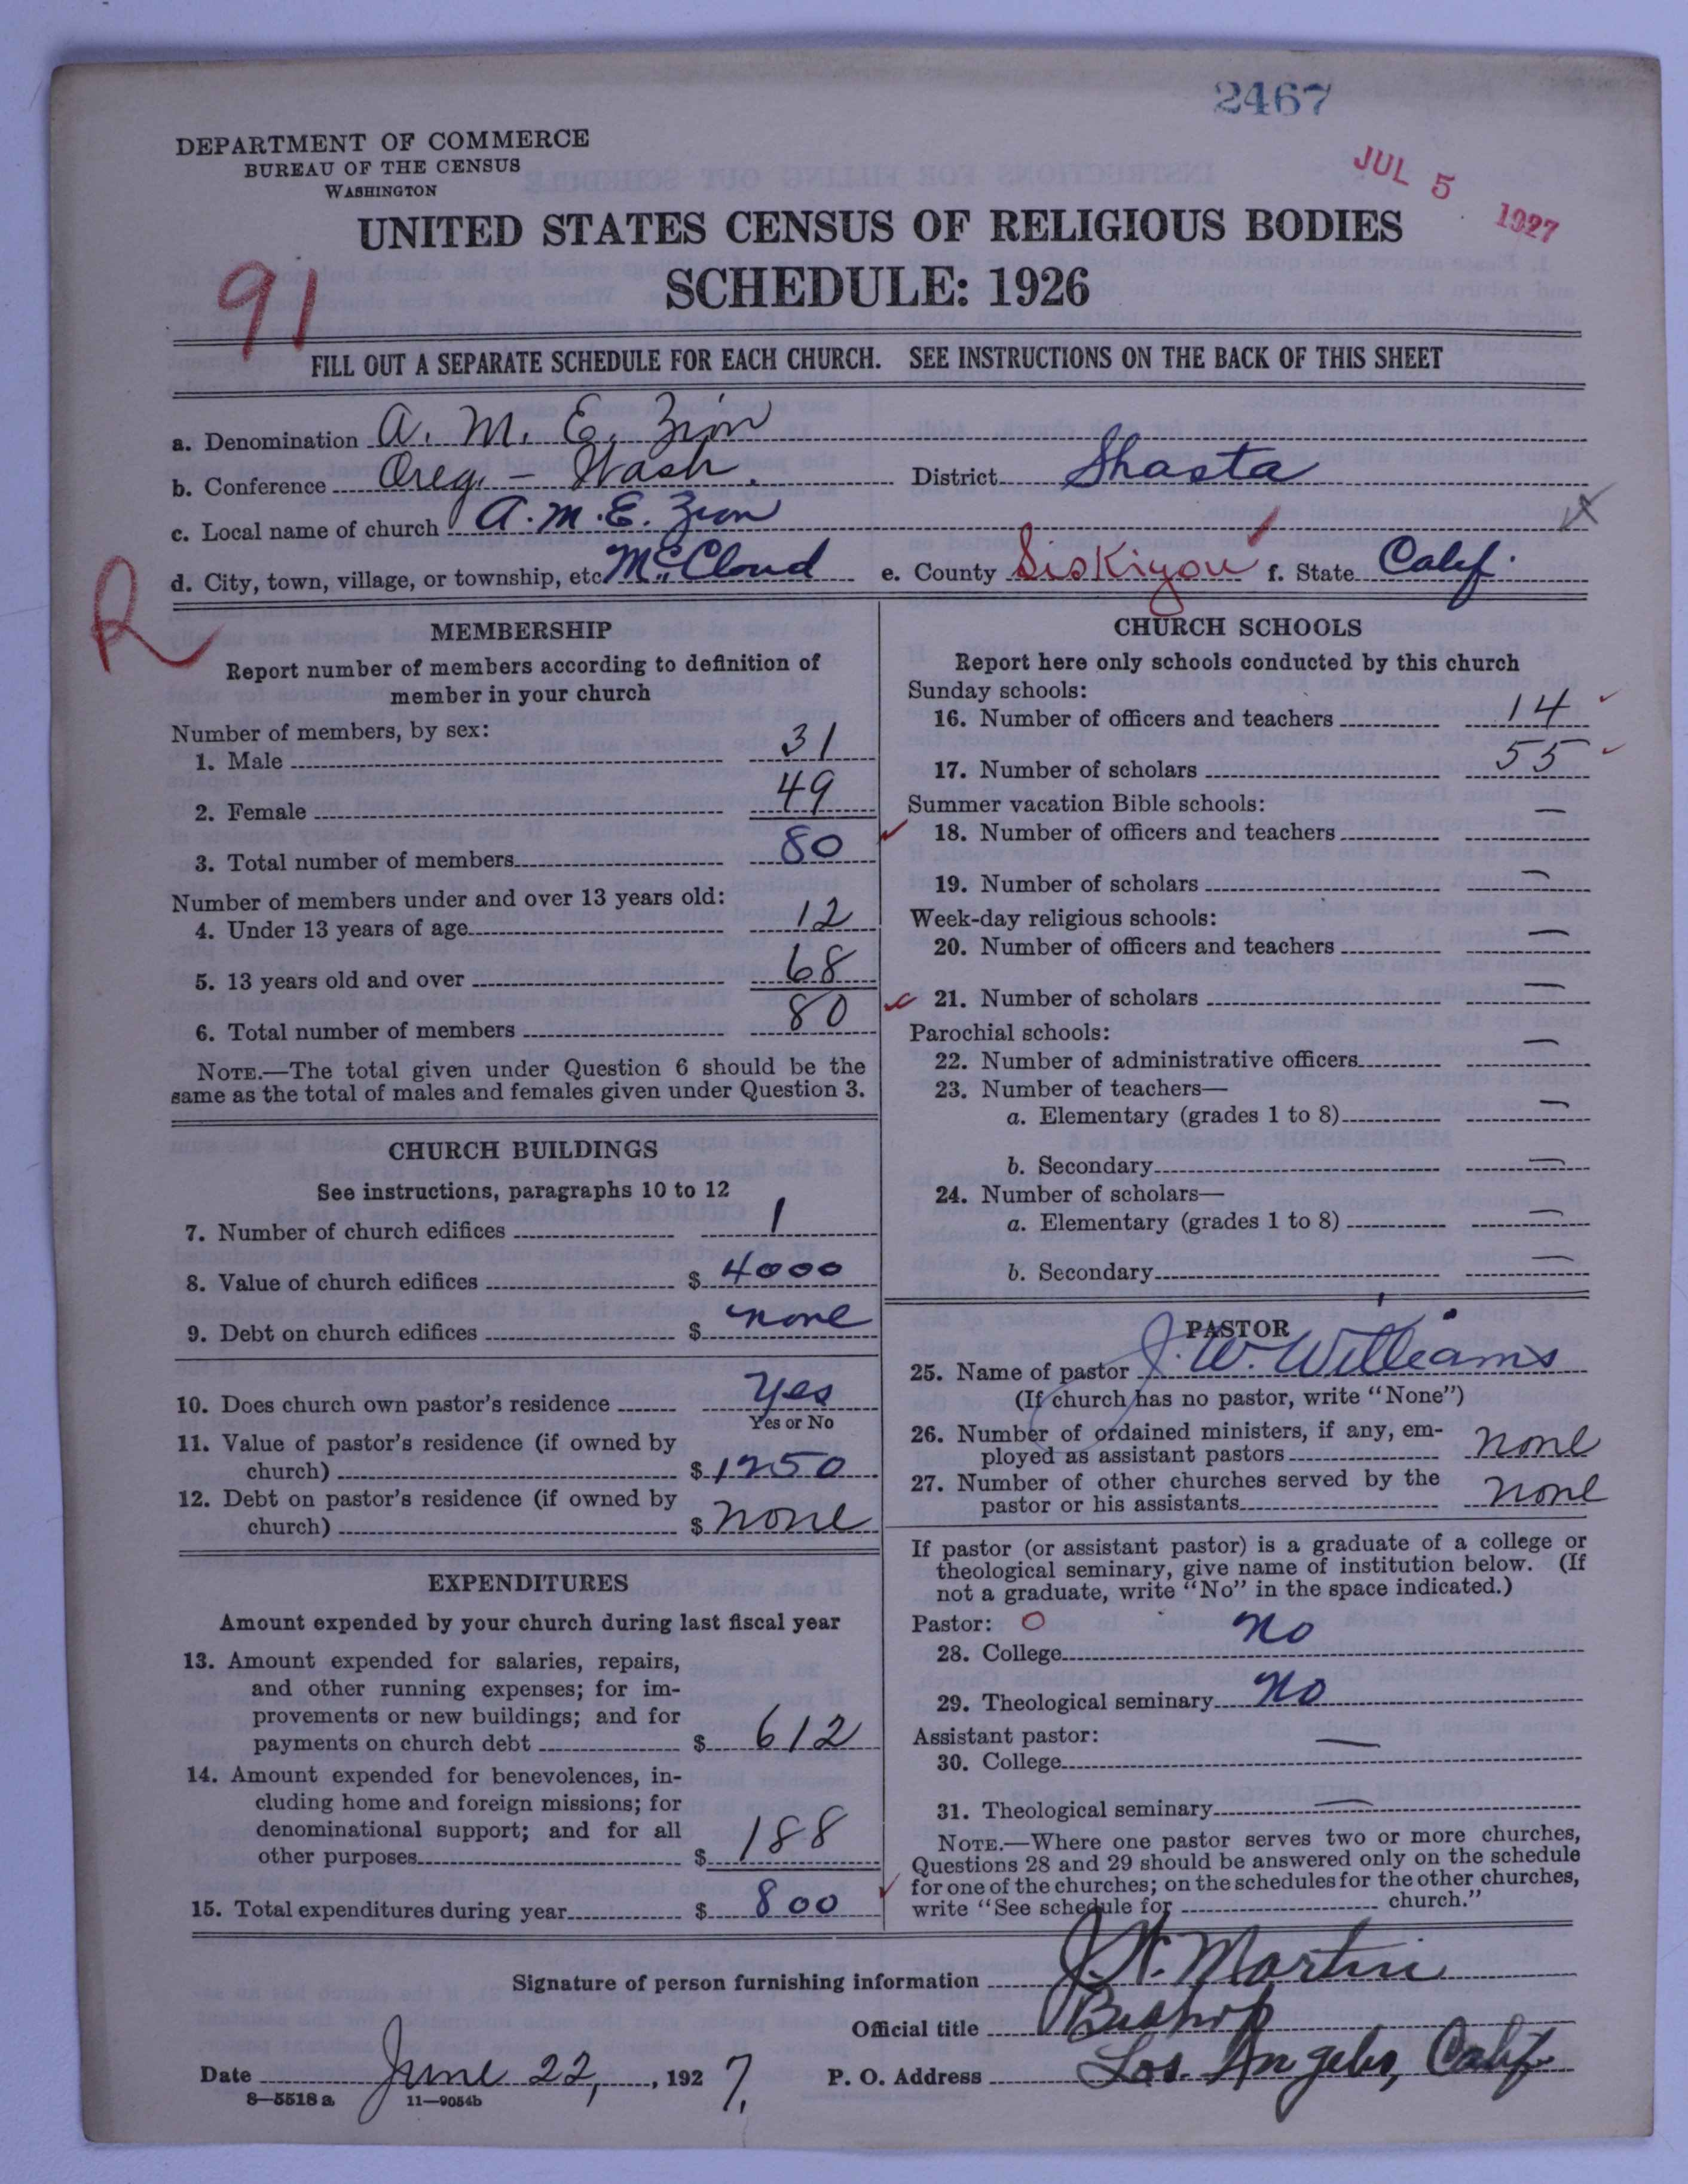 2467
JUL 5 1927
DEPARTMENT OF COMMERCE
BUREAU OF THE CENSUS
WASHINGTON
UNITED STATES CENSUS OF RELIGIOUS BODIES
SCHEDULE: 1926
91
FILL OUT A SEPARATE SCHEDULE FOR EACH CHURCH. SEE INSTRUCTIONS ON THE BACK OF THIS SHEET
a. Denomination A. M. E. Zion
b. Conference Oreg. - Wash. District Shasta
c. Local name of church A. M. E. Zion
d. City, town, village, or township, etc. McCloud e. County Siskiyou f. State Calif.
R
MEMBERSHIP
Report number of members according to definition of
member in your church
Number of members, by sex:
1. Male 31
2. Female 49
3. Total number of members 80
Number of members under and over 13 years old:
4. Under 13 years of age 12
5. 13 years old and over 68
6. Total number of members 80
NOTE.—The total given under Question 6 should be the
same as the total of males and females given under Question 3.
CHURCH BUILDINGS
See instructions, paragraphs 10 to 12
7. Number of church edifices 1
8. Value of church edifices $ 4000
9. Debt on church edifices $ none
10. Does church own pastor's residence Yes
Yes or No
11. Value of pastor's residence (if owned by
church) $ 1250
12. Debt on pastor's residence (if owned by
church) $ none
EXPENDITURES
Amount expended by your church during last fiscal year
13. Amount expended for salaries, repairs,
and other running expenses; for im-
provements or new buildings; and for
payments on church debt $ 612
14. Amount expended for benevolences, in-
cluding home and foreign missions; for
denominational support; and for all
other purposes $ 188
15. Total expenditures during year $ 800
CHURCH SCHOOLS
Report here only schools conducted by this church
Sunday schools:
16. Number of officers and teachers 14
17. Number of scholars 55
Summer vacation Bible schools:
18. Number of officers and teachers —
19. Number of scholars —
Week-day religious schools:
20. Number of officers and teachers —
21. Number of scholars —
Parochial schools:
22. Number of administrative officers —
23. Number of teachers—
a. Elementary (grades 1 to 8) —
b. Secondary —
24. Number of scholars—
a. Elementary (grades 1 to 8) —
b. Secondary —
PASTOR
25. Name of pastor J. W. Williams
(If church has no pastor, write "None")
26. Number of ordained ministers, if any, em-
ployed as assistant pastors none
27. Number of other churches served by the
pastor or his assistants none
If pastor (or assistant pastor) is a graduate of a college or
theological seminary, give name of institution below. (If
not a graduate, write "No" in the space indicated.)
Pastor: O
28. College No
29. Theological seminary No
Assistant pastor:
30. College —
31. Theological seminary —
NOTE.—Where one pastor serves two or more churches,
Questions 28 and 29 should be answered only on the schedule
for one of the churches; on the schedules for the other churches,
write "See schedule for church."
Signature of person furnishing information J. W. Martin
Official title Bishop
Date June 22, 1927. P. O. Address Los Angeles, Calif.
8—5518 a 11—9054b